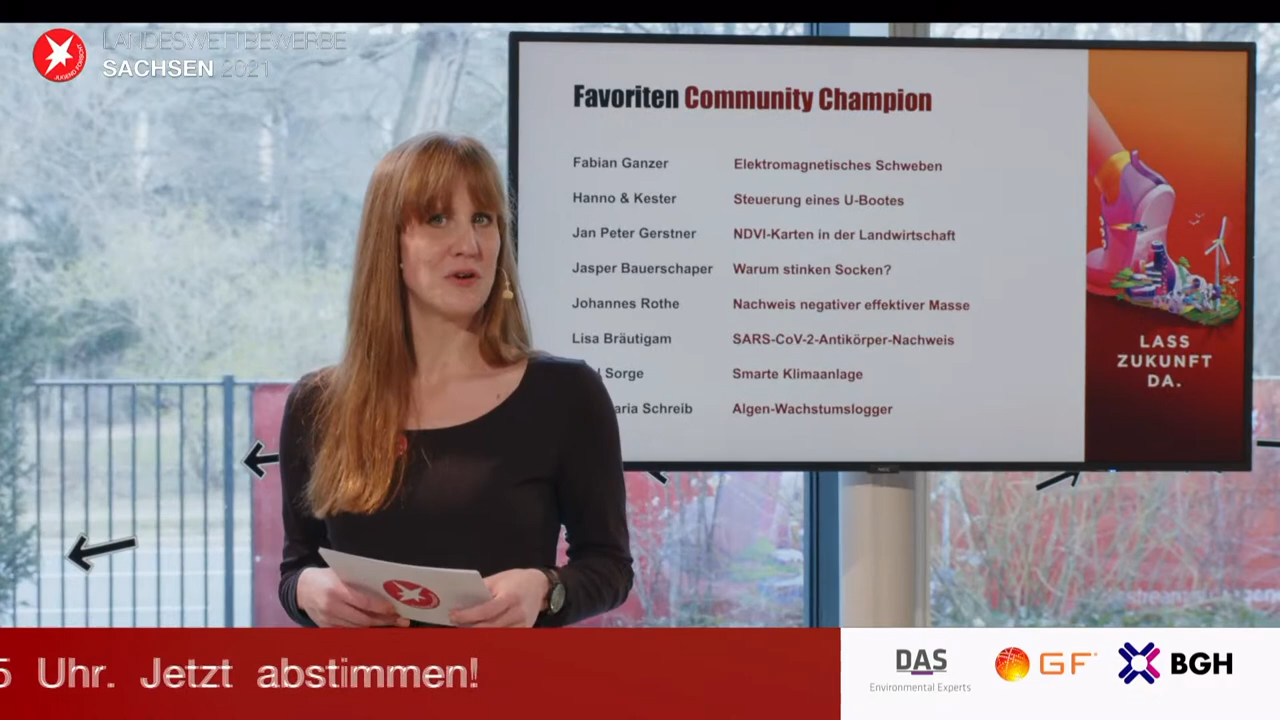 LANDESWETTBEWERBE
SACHSEN 2021
JUGEND FORSCHT
Favoriten Community Champion
Fabian Ganzer Elektromagnetisches Schweben
Hanno & Kester Steuerung eines U-Bootes
Jan Peter Gerstner NDVI-Karten in der Landwirtschaft
Jasper Bauerschaper Warum stinken Socken?
Johannes Rothe Nachweis negativer effektiver Masse
Lisa Bräutigam SARS-CoV-2-Antikörper-Nachweis
Sorge Smarte Klimaanlage
aria Schreib Algen-Wachstumslogger
LASS
ZUKUNFT
DA.
5 Uhr. Jetzt abstimmen!
DAS
Environmental Experts
GF
BGH